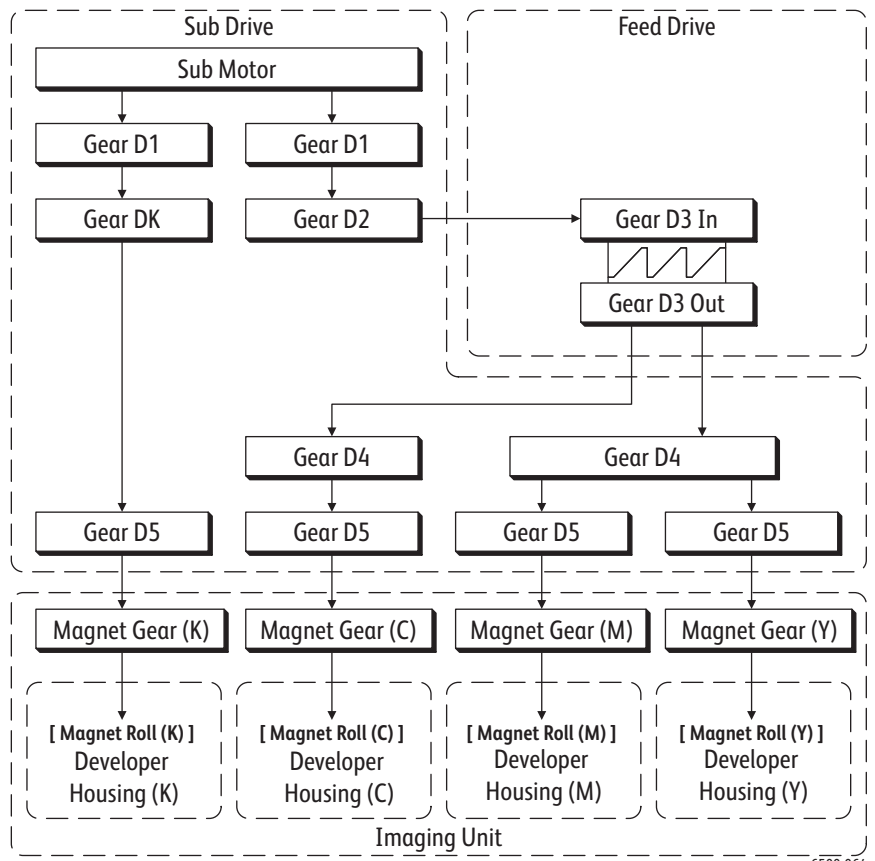 Sub Drive
Feed Drive
Sub Motor
Gear D1
Gear D1
Gear DK
Gear D2
Gear D3 In
Gear D3 Out
Gear D4
Gear D4
Gear D5
Gear D5
Gear D5
Gear D5
Magnet Gear (K)
Magnet Gear (C)
Magnet Gear (M)
Magnet Gear (Y)
[ Magnet Roll (K) ]
Developer
Housing (K)
[ Magnet Roll (C) ]
Developer
Housing (C)
[ Magnet Roll (M) ]
Developer
Housing (M)
[ Magnet Roll (Y) ]
Developer
Housing (Y)
Imaging Unit